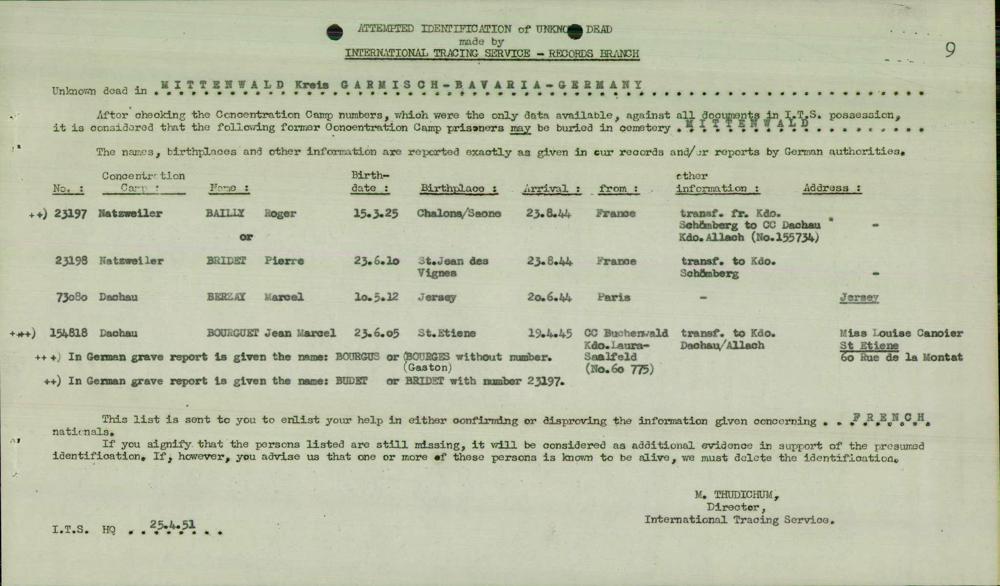 ATTEMPTED IDENTIFICATION of UNKNOWN DEAD
made by
INTERNATIONAL TRACING SERVICE - RECORDS BRANCH
9
Unknown dead in MITTENWALD Kreis GARMISCH-BAVARIA-GERMANY
After checking the Concentration Camp numbers, which were the only data available, against all documents in I.T.S. possession,
it is considered that the following former Concentration Camp prisoners may be buried in cemetery MITTENWALD
The names, birthplaces and other information are reported exactly as given in our records and/or reports by German authorities.
No. : Concentration Camp : Name : Birth-date : Birthplace : Arrival : from : other information : Address :
++) 23197 Natzweiler BAILLY Roger 15.3.25 Chalons/Saone 23.8.44 France transf. fr. Kdo.
Schömberg to CC Dachau -
or Kdo.Allach (No.155734)
23198 Natzweiler BRIDET Pierre 23.6.10 St.Jean des 23.8.44 France transf. to Kdo.
Vignes Schömberg -
73080 Dachau BERZAY Marcel 10.5.12 Jersey 20.6.44 Paris - Jersey
+++) 154818 Dachau BOURGUET Jean Marcel 23.6.05 St.Etiene 19.4.45 CC Buchenwald transf. to Kdo. Miss Louise Canoier
Kdo.Laura- Dachau/Allach St Etiene
+++) In German grave report is given the name: BOURGUS or (BOURGES without number. Saalfeld 60 Rue de la Montat
(Gaston) (No.60 775)
++) In German grave report is given the name: BUDET or BRIDET with number 23197.
This list is sent to you to enlist your help in either confirming or disproving the information given concerning . . FRENCH
nationals.
If you signify that the persons listed are still missing, it will be considered as additional evidence in support of the presumed
identification. If, however, you advise us that one or more of these persons is known to be alive, we must delete the identification.
M. THUDICHUM,
Director,
International Tracing Service.
I.T.S. HQ . 25.4.51 . .